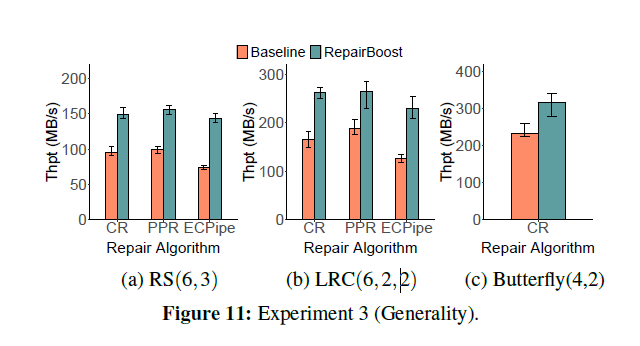 Baseline RepairBoost
Thpt (MB/s)
200
150
100
50
0
CR PPR ECPipe
Repair Algorithm
(a) RS(6,3)
Thpt (MB/s)
300
200
100
0
CR PPR ECPipe
Repair Algorithm
(b) LRC(6,2,2)
Thpt (MB/s)
400
300
200
100
0
CR
Repair Algorithm
(c) Butterfly(4,2)
Figure 11: Experiment 3 (Generality).